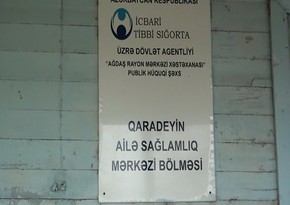 AZƏRBAYCAN RESPUBLİKASI
İCBARİ
TİBBİ SIĞORTA
ÜZRƏ DÖVLƏT AGENTLİYİ
"AĞDAŞ RAYON MƏRKƏZİ XƏSTƏXANASI"
PUBLİK HÜQUQİ ŞƏXS
QARADEYİN
AİLƏ SAĞLAMLIQ
MƏRKƏZİ BÖLMƏSİ